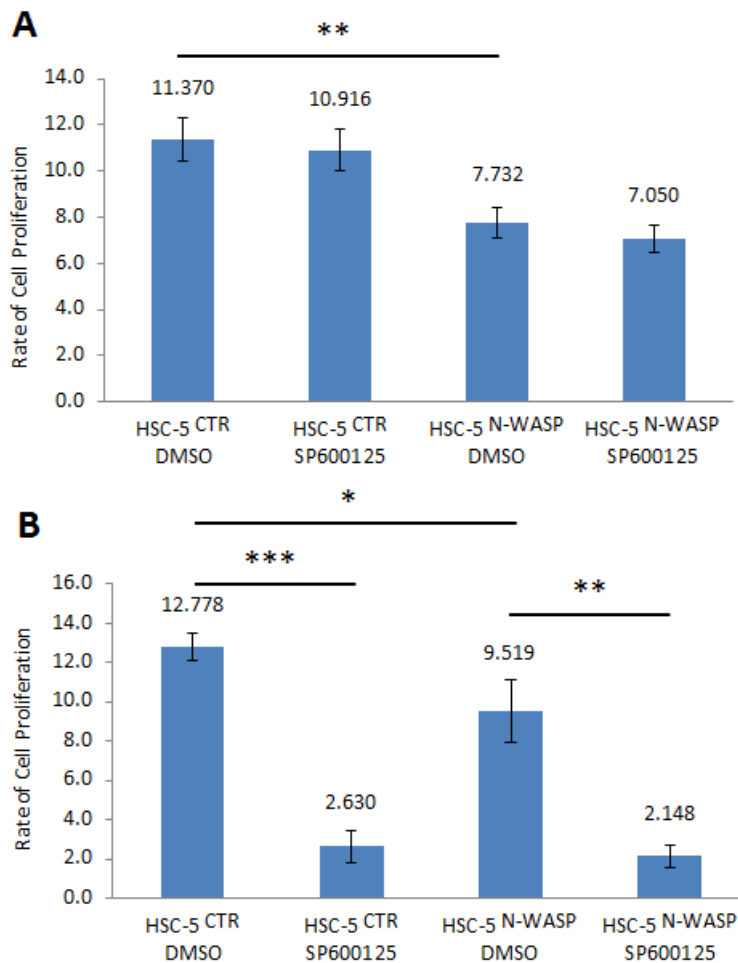 A
**
14.0
12.0
10.0
8.0
6.0
4.0
2.0
0.0
Rate of Cell Proliferation
11.370
10.916
7.732
7.050
HSC-5 CTR DMSO
HSC-5 CTR SP600125
HSC-5 N-WASP DMSO
HSC-5 N-WASP SP600125
B
*
***
**
16.0
14.0
12.0
10.0
8.0
6.0
4.0
2.0
0.0
Rate of Cell Proliferation
12.778
2.630
9.519
2.148
HSC-5 CTR DMSO
HSC-5 CTR SP600125
HSC-5 N-WASP DMSO
HSC-5 N-WASP SP600125